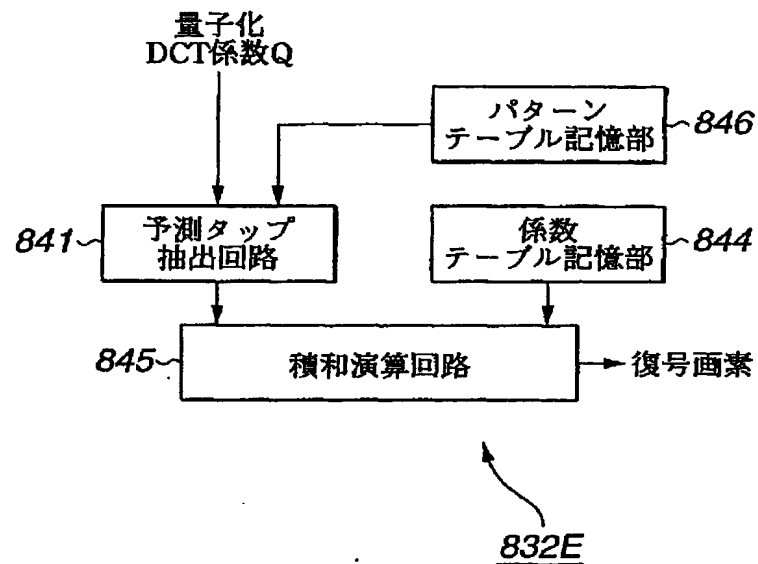 量子化
DCT係数Q
パターン
テーブル記憶部
846
841
予測タップ
抽出回路
係数
テーブル記憶部
844
845
積和演算回路
復号画素
832E